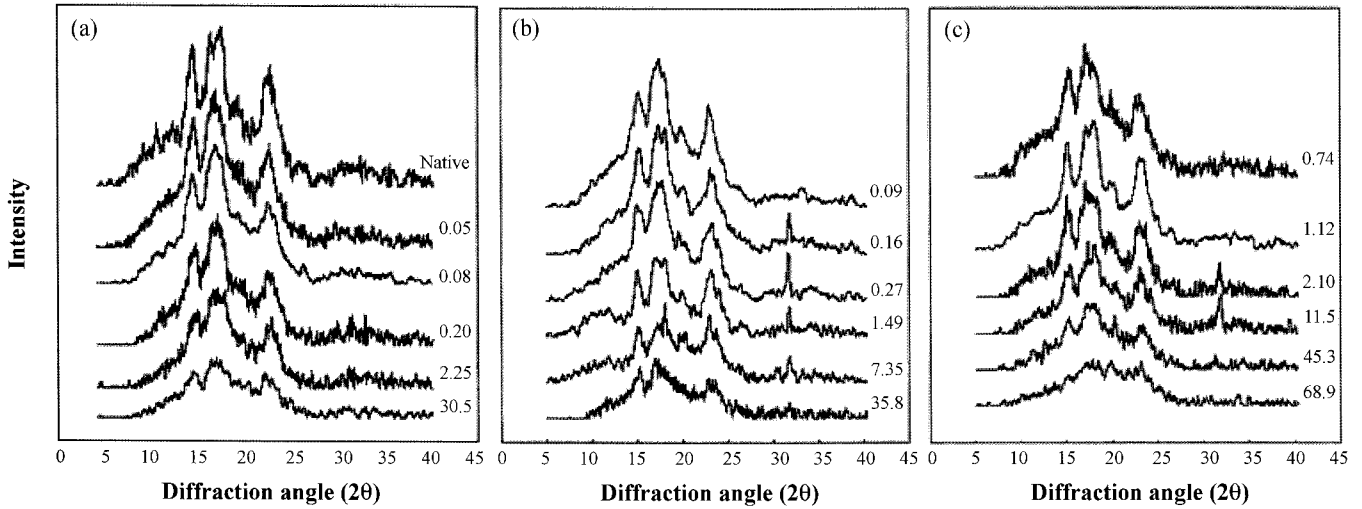 (a)
(b)
(c)
Native
0.05
0.08
0.20
2.25
30.5
0.09
0.16
0.27
1.49
7.35
35.8
0.74
1.12
2.10
11.5
45.3
68.9
Intensity
0 10 15 20 25 30 35 40 45
0 5 10 15 20 25 30 35 40 45
0 5 10 15 20 25 30 35 40 45
Diffraction angle (2θ) Diffraction angle (2θ) Diffraction angle (2θ)